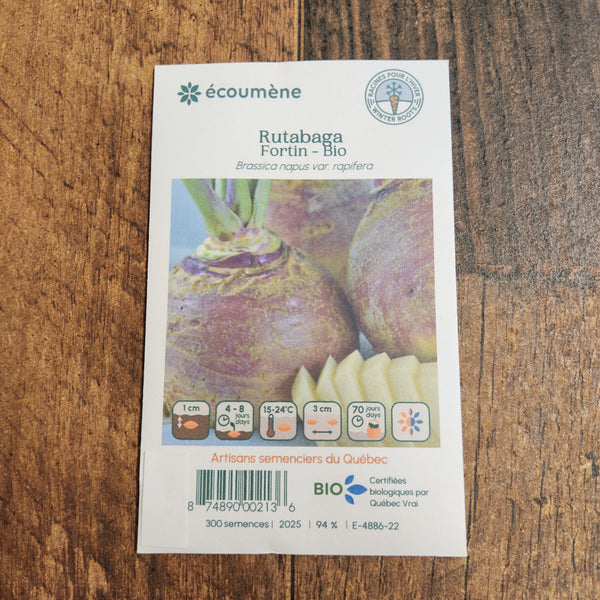 écoumène
RACINES POUR L'HIVER
WINTER ROOTS
Rutabaga
Fortin - Bio
Brassica napus var. rapifera
1 cm
4 - 8
jours
days
15-24°C
3 cm
70 jours
days
Artisans semenciers du Québec
8 74890 00213 6
BIO
Certifiées
biologiques par
Québec Vrai
300 semences | 2025 | 94 % | E-4886-22